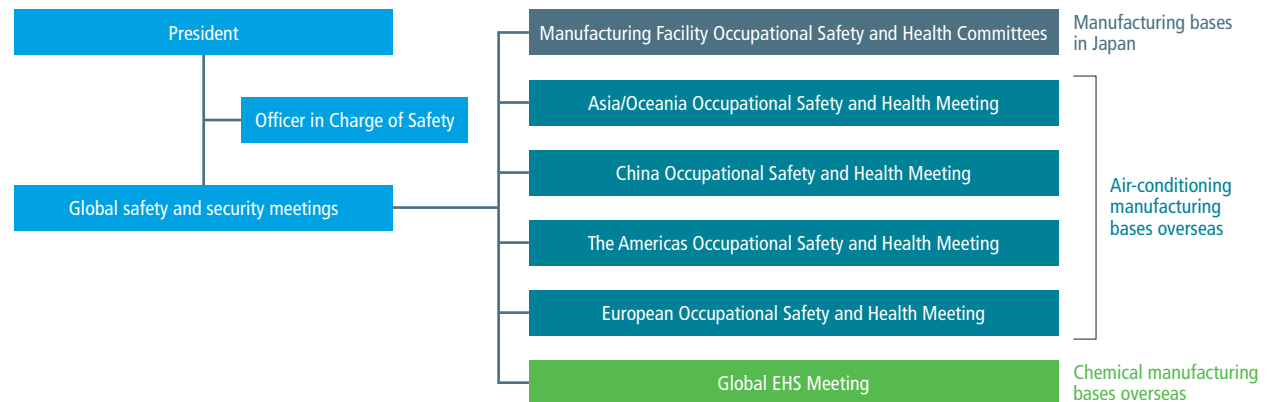 President
Officer in Charge of Safety
Global safety and security meetings
Manufacturing Facility Occupational Safety and Health Committees
Manufacturing bases
in Japan
Asia/Oceania Occupational Safety and Health Meeting
China Occupational Safety and Health Meeting
The Americas Occupational Safety and Health Meeting
European Occupational Safety and Health Meeting
Air-conditioning
manufacturing
bases overseas
Global EHS Meeting
Chemical manufacturing
bases overseas